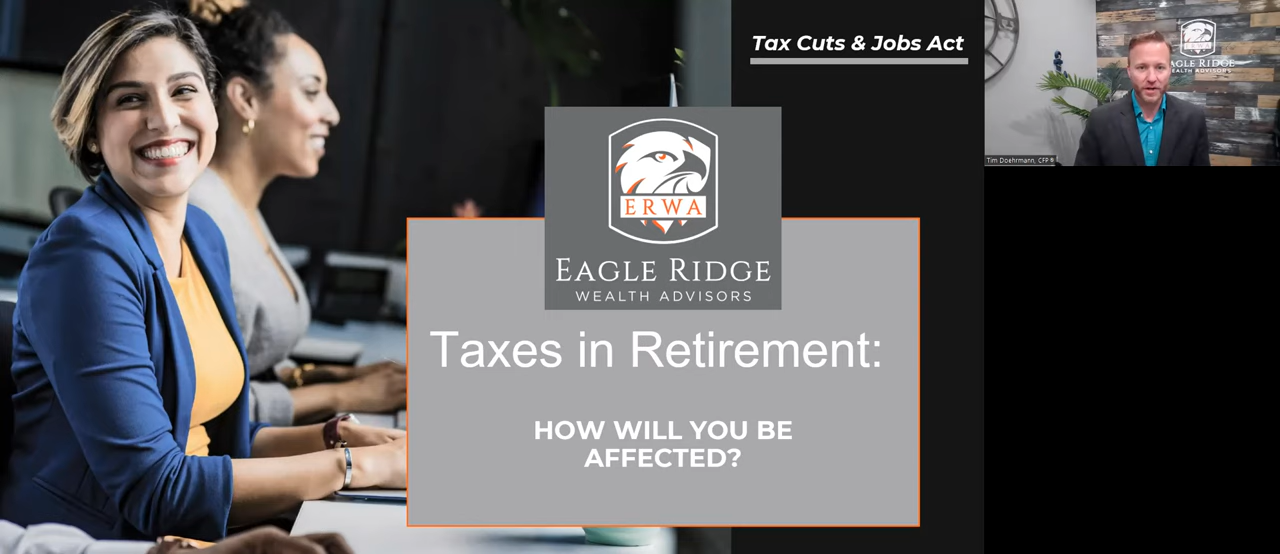 Tax Cuts & Jobs Act
ERWA
EAGLE RIDGE
WEALTH ADVISORS
Taxes in Retirement:
HOW WILL YOU BE
AFFECTED?
ERWA
EAGLE RIDGE
WEALTH ADVISORS
Tim Doehrmann, CFP®